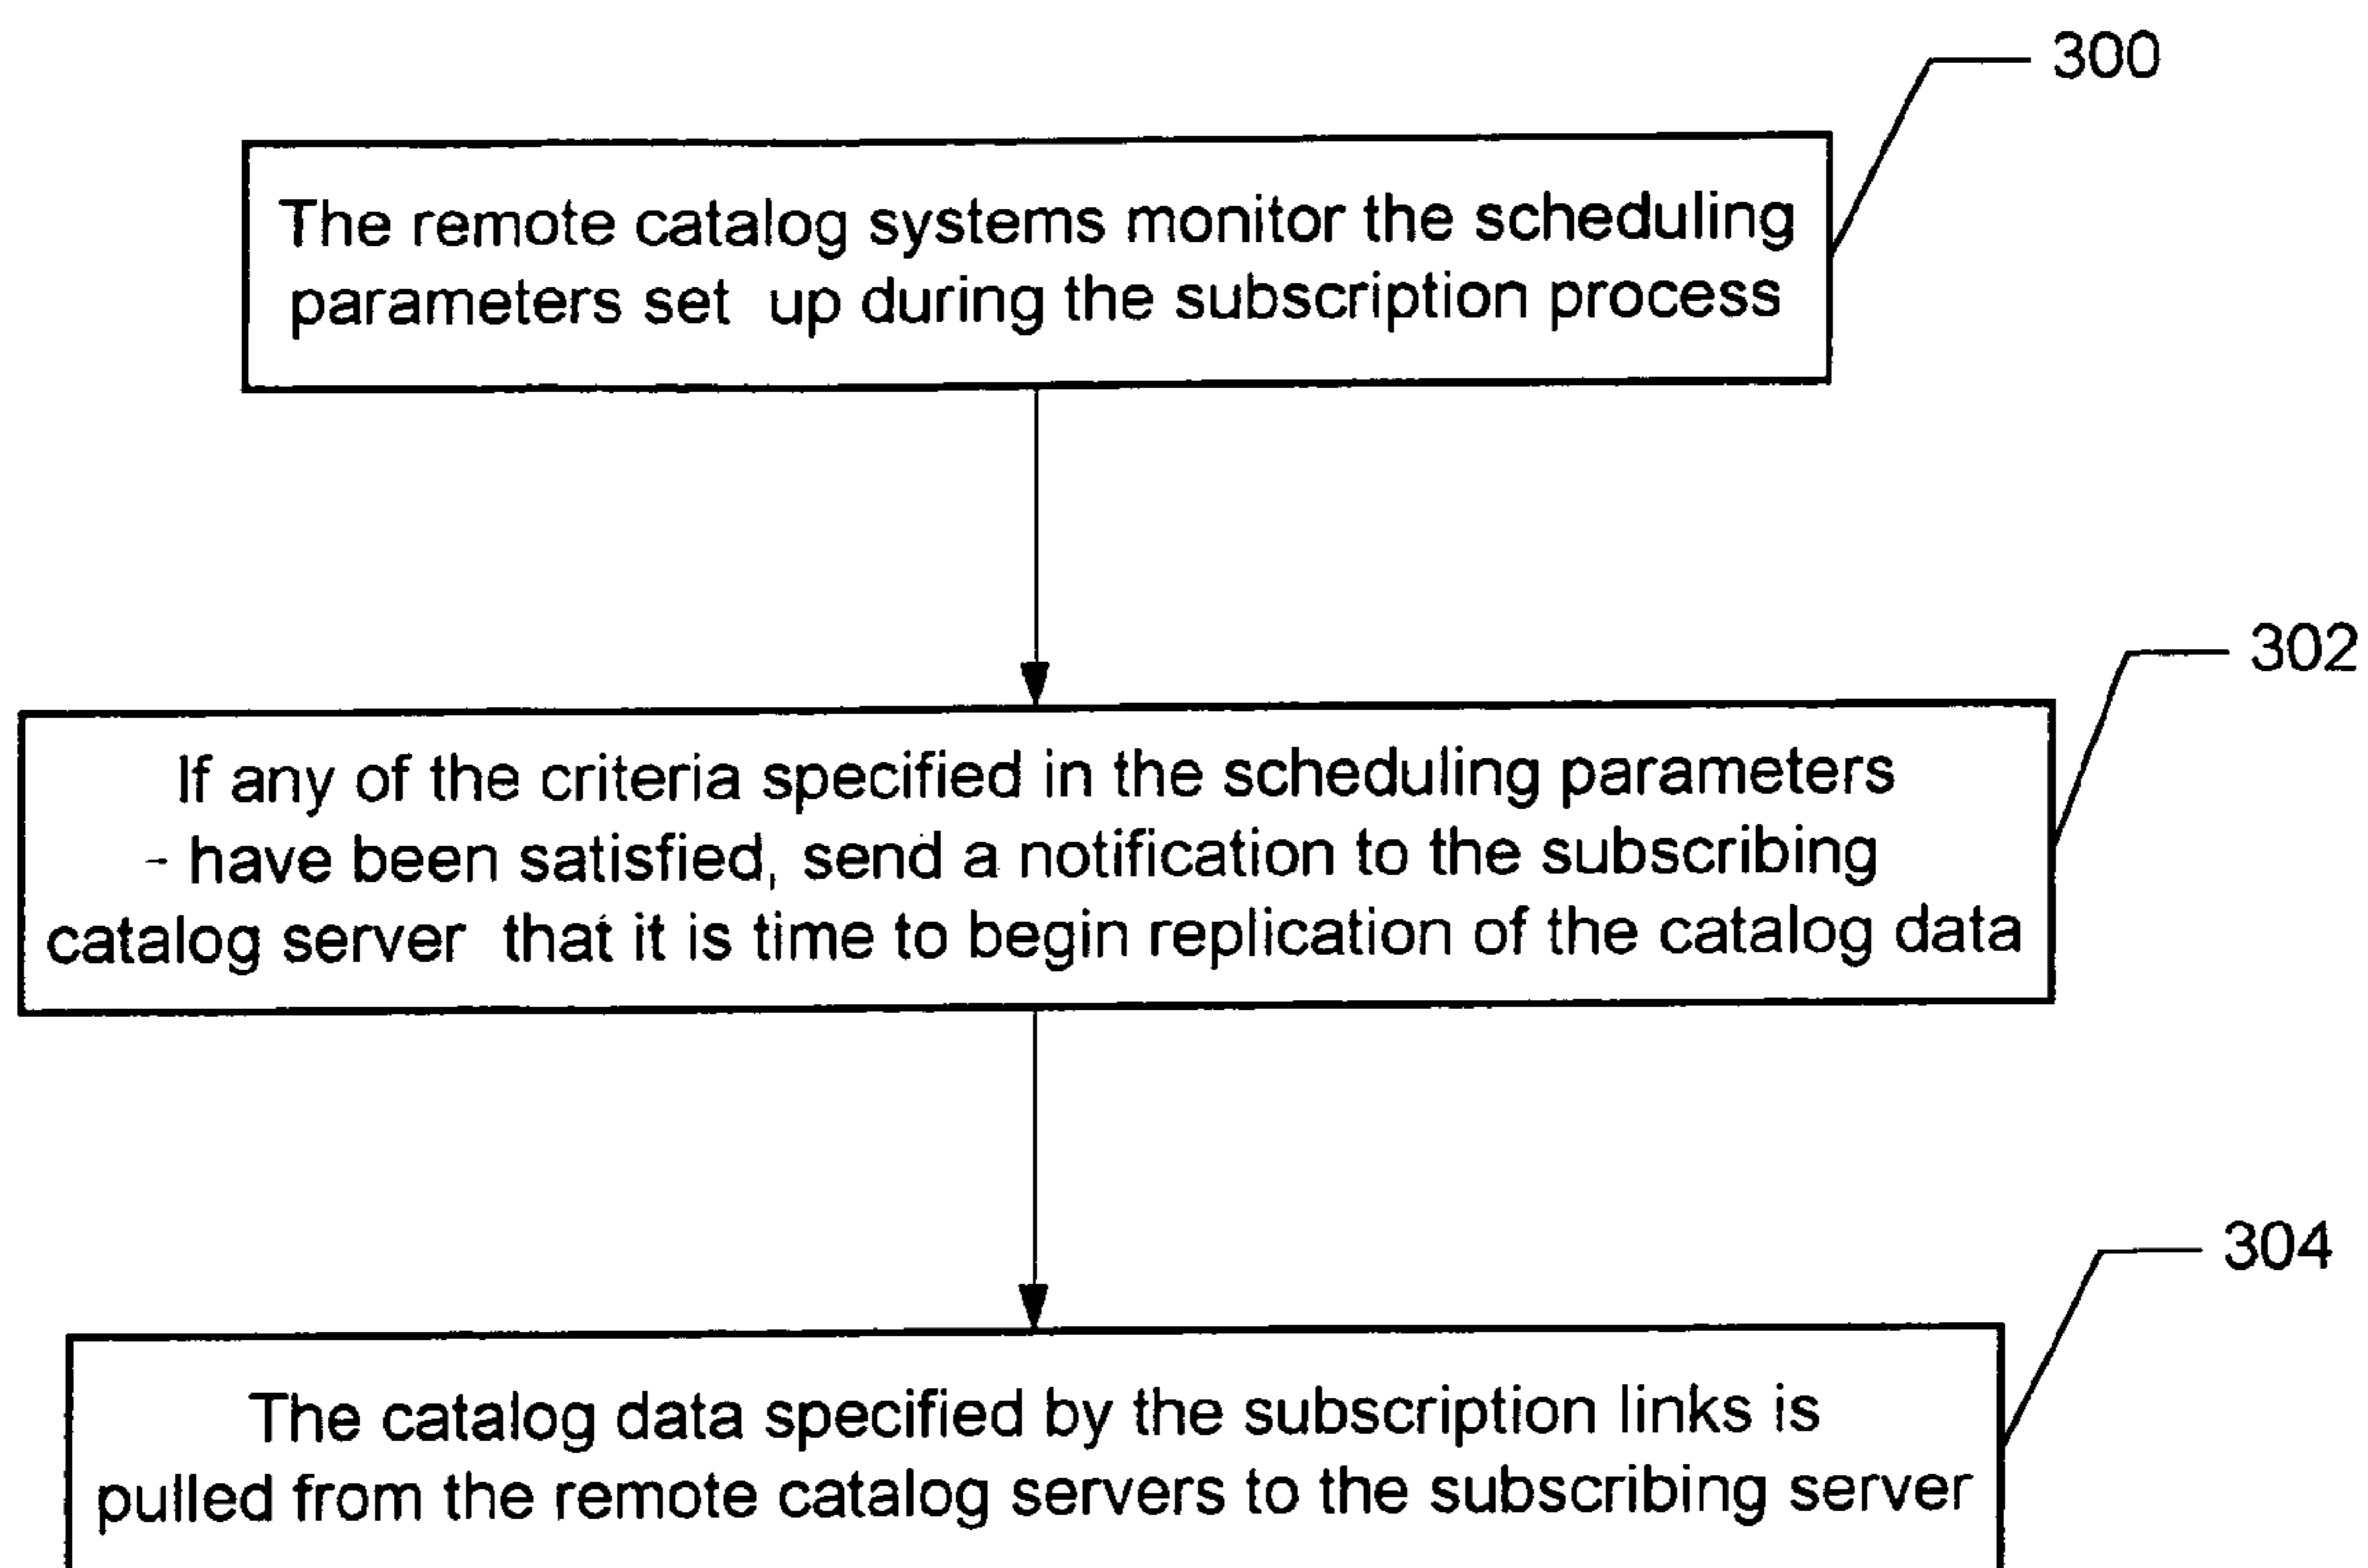 300
The remote catalog systems monitor the scheduling
parameters set up during the subscription process
302
If any of the criteria specified in the scheduling parameters
- have been satisfied, send a notification to the subscribing
catalog server that it is time to begin replication of the catalog data
304
The catalog data specified by the subscription links is
pulled from the remote catalog servers to the subscribing server